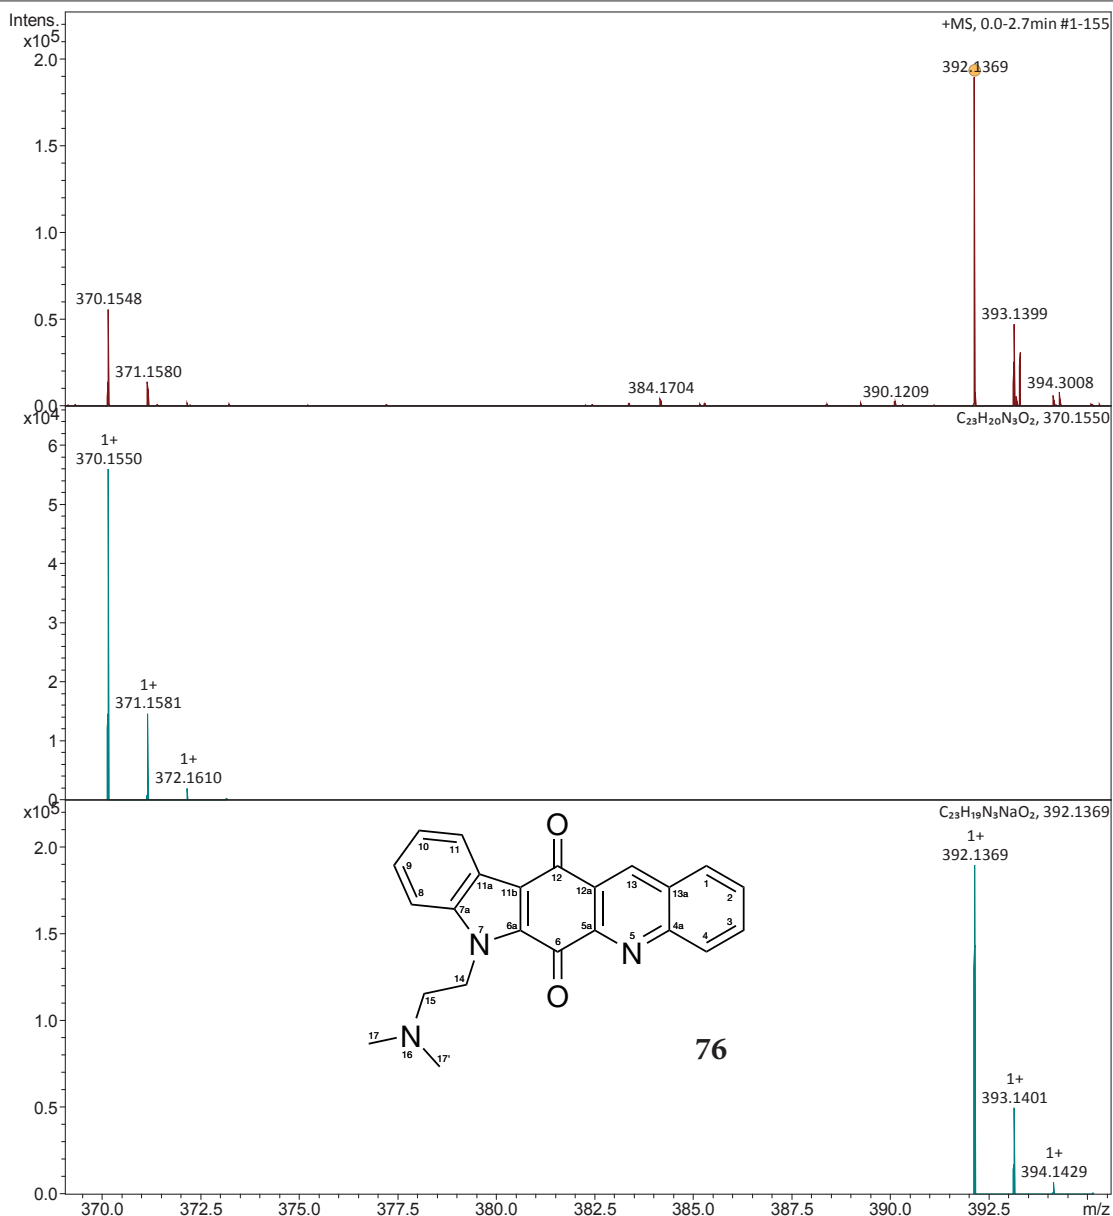 Intens.
x10⁵
+MS, 0.0-2.7min #1-155
2.0
392.1369
1.5
1.0
370.1548
0.5
393.1399
371.1580
384.1704
390.1209
394.3008
0.0
x10⁴
C₂₃H₂₀N₃O₂, 370.1550
6
1+
370.1550
5
4
3
2
1+
371.1581
1
1+
372.1610
0
x10⁵
C₂₃H₁₉N₃NaO₂, 392.1369
2.0
1+
392.1369
O
10
11
12
9
11a
11b
12a
13
13a
1
2
8
7a
1.5
7
6a
6
5a
5
4a
4
3
N
N
14
O
15
1.0
17
N
16
17'
76
1+
393.1401
0.5
1+
394.1429
0.0
370.0 372.5 375.0 377.5 380.0 382.5 385.0 387.5 390.0 392.5 m/z